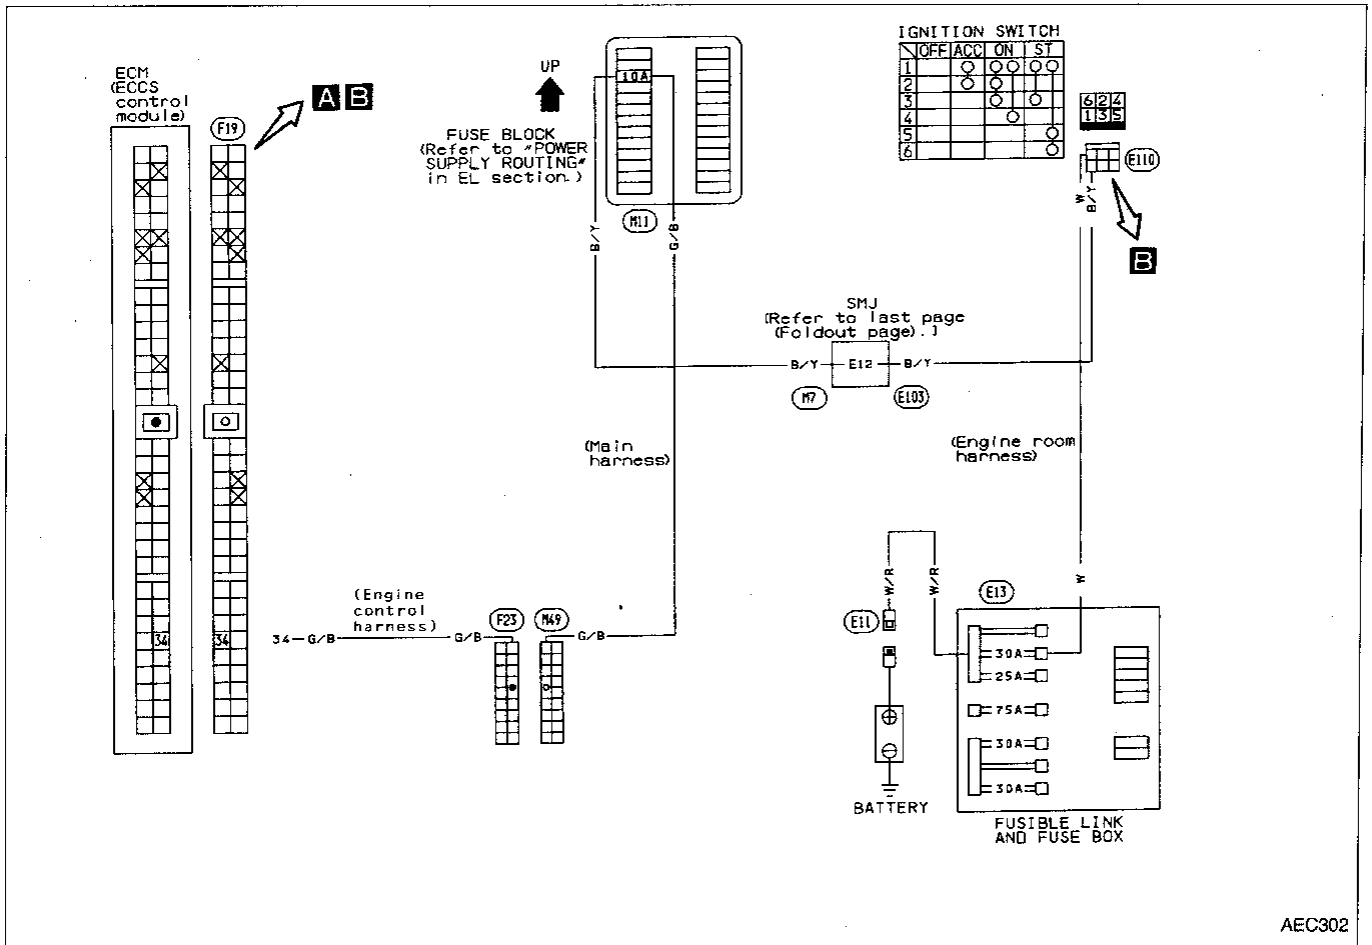 ECM
(ECCS
control
module)
F19
A B
UP
FUSE BLOCK
(Refer to "POWER
SUPPLY ROUTING"
in EL section.)
10A
M11
B/Y
G/B
IGNITION SWITCH
OFF ACC ON ST
1
2
3
4
5
6
6 2 4
1 3 5
E110
W
B/Y
B
SMJ
[Refer to last page
(Foldout page).]
B/Y E12 B/Y
M7
E103
(Main
harness)
(Engine room
harness)
(Engine
control
harness)
34
34
34 G/B
G/B
F23
M49
G/B
W/R
W/R
W
E11
E13
30A
25A
75A
30A
30A
BATTERY
FUSIBLE LINK
AND FUSE BOX
AEC302